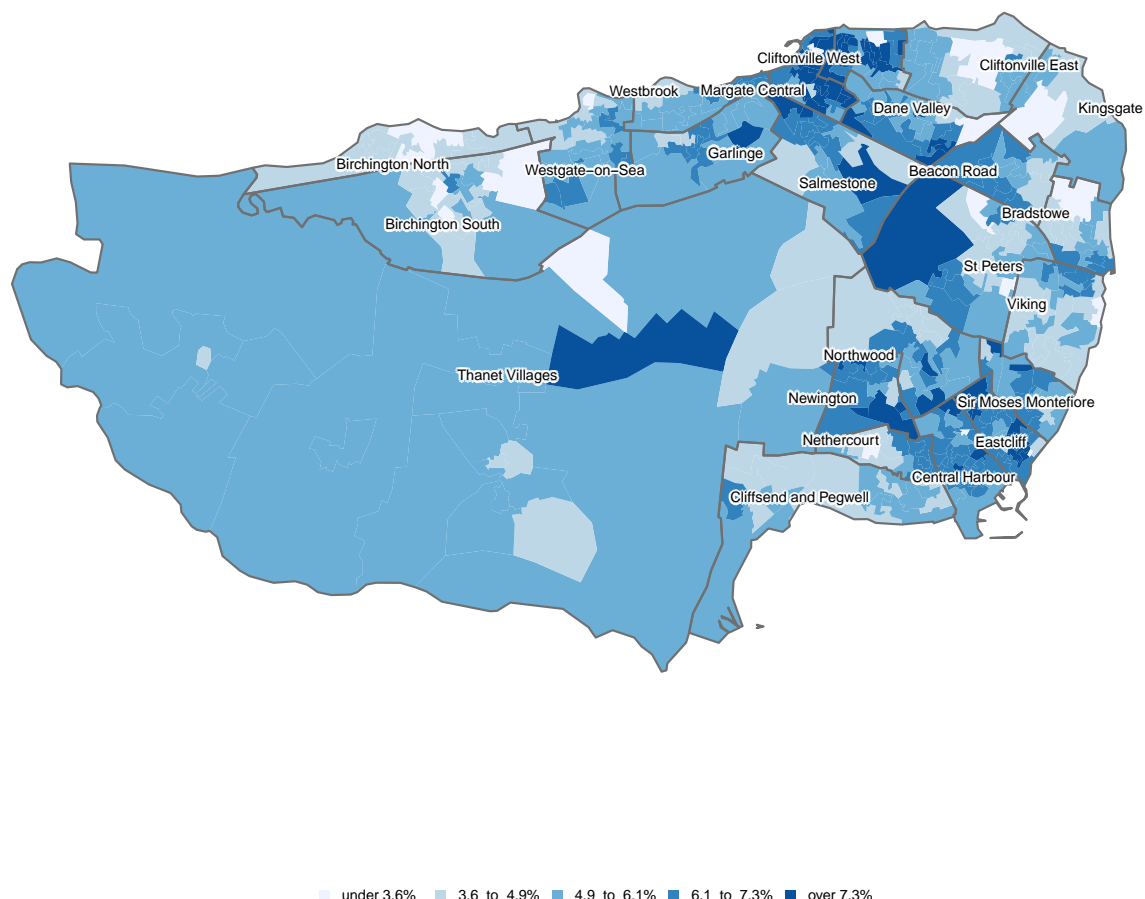 Cliftonville West
Cliftonville East
Westbrook
Margate Central
Dane Valley
Kingsgate
Garlinge
Birchington North
Westgate−on−Sea
Salmestone
Beacon Road
Bradstowe
Birchington South
St Peters
Viking
Northwood
Thanet Villages
Newington
Sir Moses Montefiore
Nethercourt
Eastcliff
Central Harbour
Cliffsend and Pegwell
under 3.6% 3.6 to 4.9% 4.9 to 6.1% 6.1 to 7.3% over 7.3%